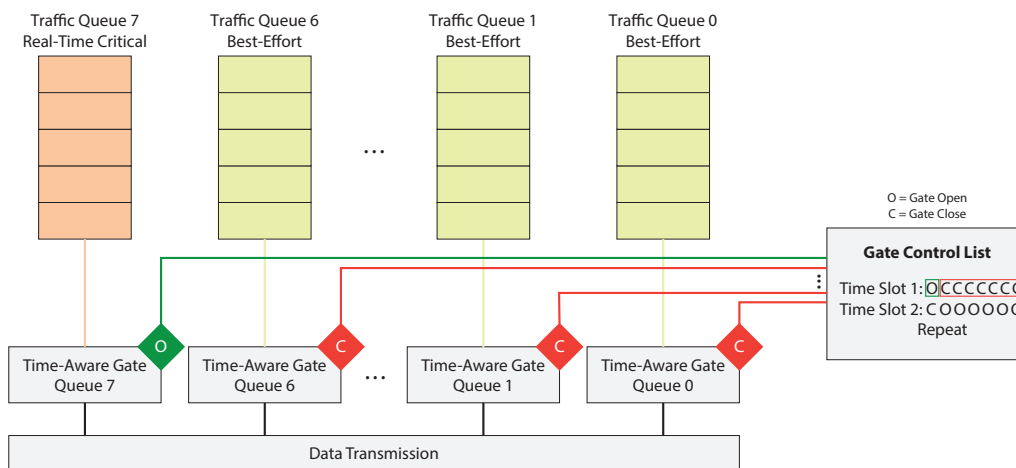 Traffic Queue 7
Real-Time Critical
Traffic Queue 6
Best-Effort
Traffic Queue 1
Best-Effort
Traffic Queue 0
Best-Effort
...
O = Gate Open
C = Gate Close
Gate Control List
Time Slot 1: O C C C C C C
Time Slot 2: C O O O O O
Repeat
O
C
C
C
Time-Aware Gate
Queue 7
Time-Aware Gate
Queue 6
...
Time-Aware Gate
Queue 1
Time-Aware Gate
Queue 0
Data Transmission